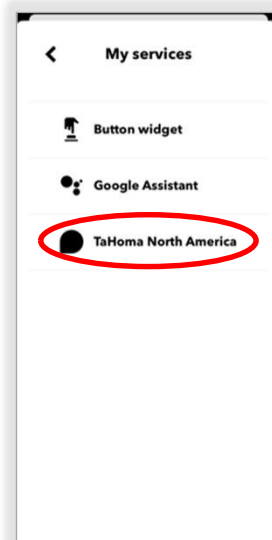 My services
Button widget
Google Assistant
TaHoma North America